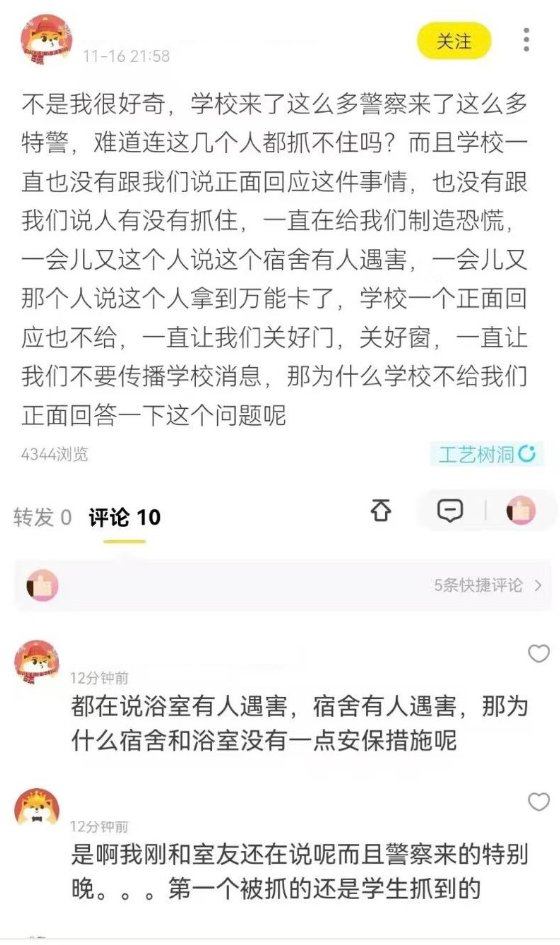 关注
11-16 21:58
不是我很好奇，学校来了这么多警察来了这么多
特警，难道连这几个人都抓不住吗？而且学校一
直也没有跟我们说正面回应这件事情，也没有跟
我们说人有没有抓住，一直在给我们制造恐慌，
一会儿又这个人说这个宿舍有人遇害，一会儿又
那个人说这个人拿到万能卡了，学校一个正面回
应也不给，一直让我们关好门，关好窗，一直让
我们不要传播学校消息，那为什么学校不给我们
正面回答一下这个问题呢
4344浏览
工艺树洞
转发 0 评论 10
5条快捷评论
12分钟前
都在说浴室有人遇害，宿舍有人遇害，那为
什么宿舍和浴室没有一点安保措施呢
12分钟前
是啊我刚和室友还在说呢而且警察来的特别
晚。。。第一个被抓的还是学生抓到的